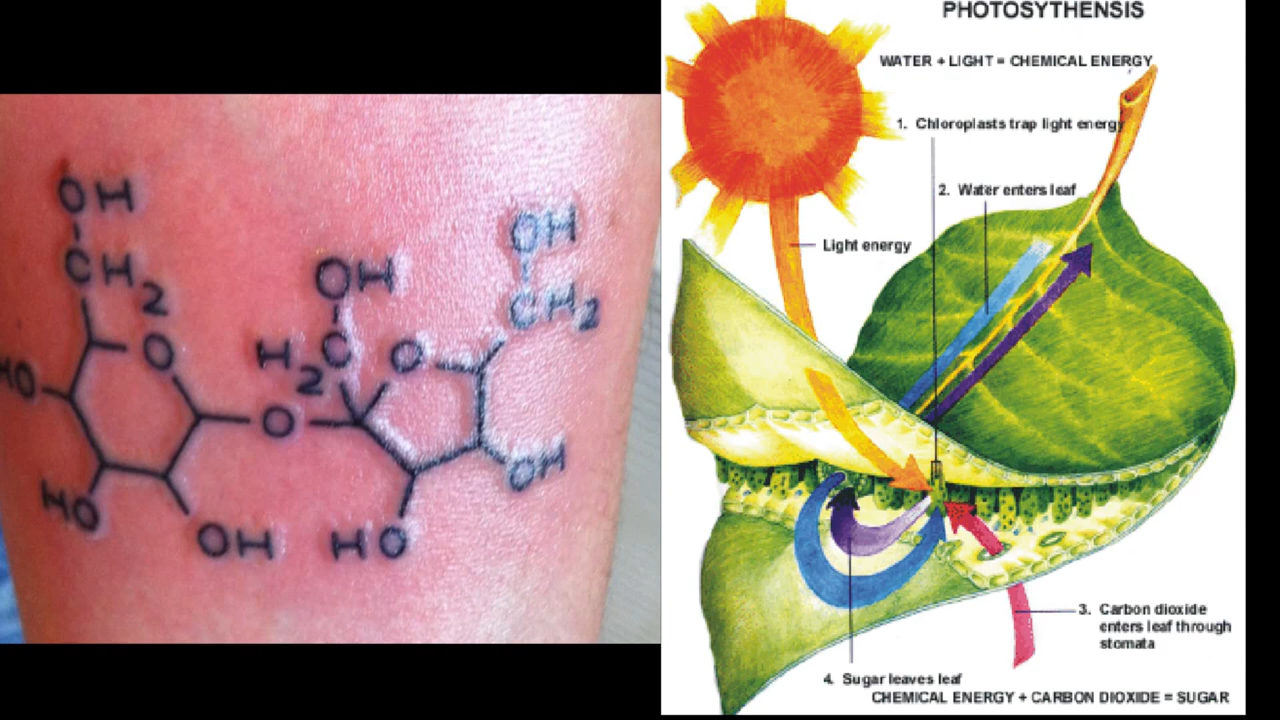 OH
CH2
O
HO
HO
OH
O
OH
H2C
O
HO
OH
CH2
OH
PHOTOSYTHENSIS
WATER + LIGHT = CHEMICAL ENERGY
1. Chloroplasts trap light energy
2. Water enters leaf
Light energy
3. Carbon dioxide
enters leaf through
stomata
4. Sugar leaves leaf
CHEMICAL ENERGY + CARBON DIOXIDE = SUGAR